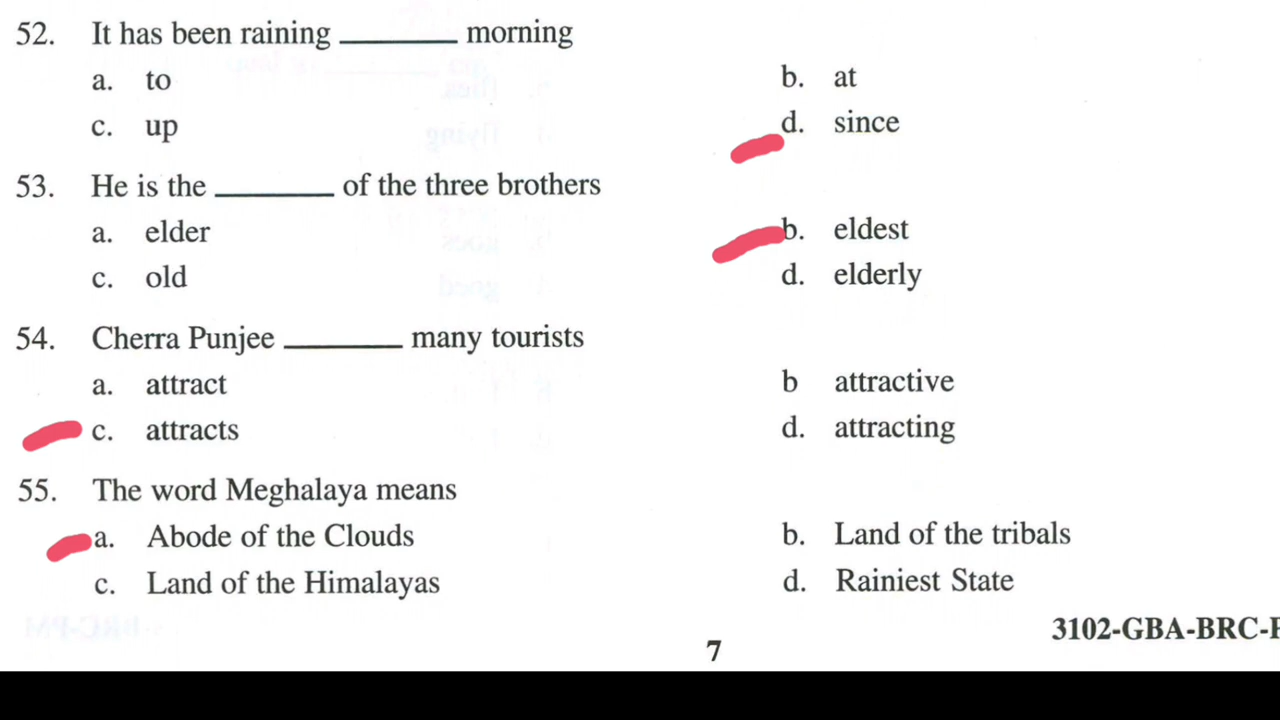 52. It has been raining ________ morning
a. to b. at
c. up d. since
53. He is the ________ of the three brothers
a. elder b. eldest
c. old d. elderly
54. Cherra Punjee ________ many tourists
a. attract b attractive
c. attracts d. attracting
55. The word Meghalaya means
a. Abode of the Clouds b. Land of the tribals
c. Land of the Himalayas d. Rainiest State
3102-GBA-BRC-
7